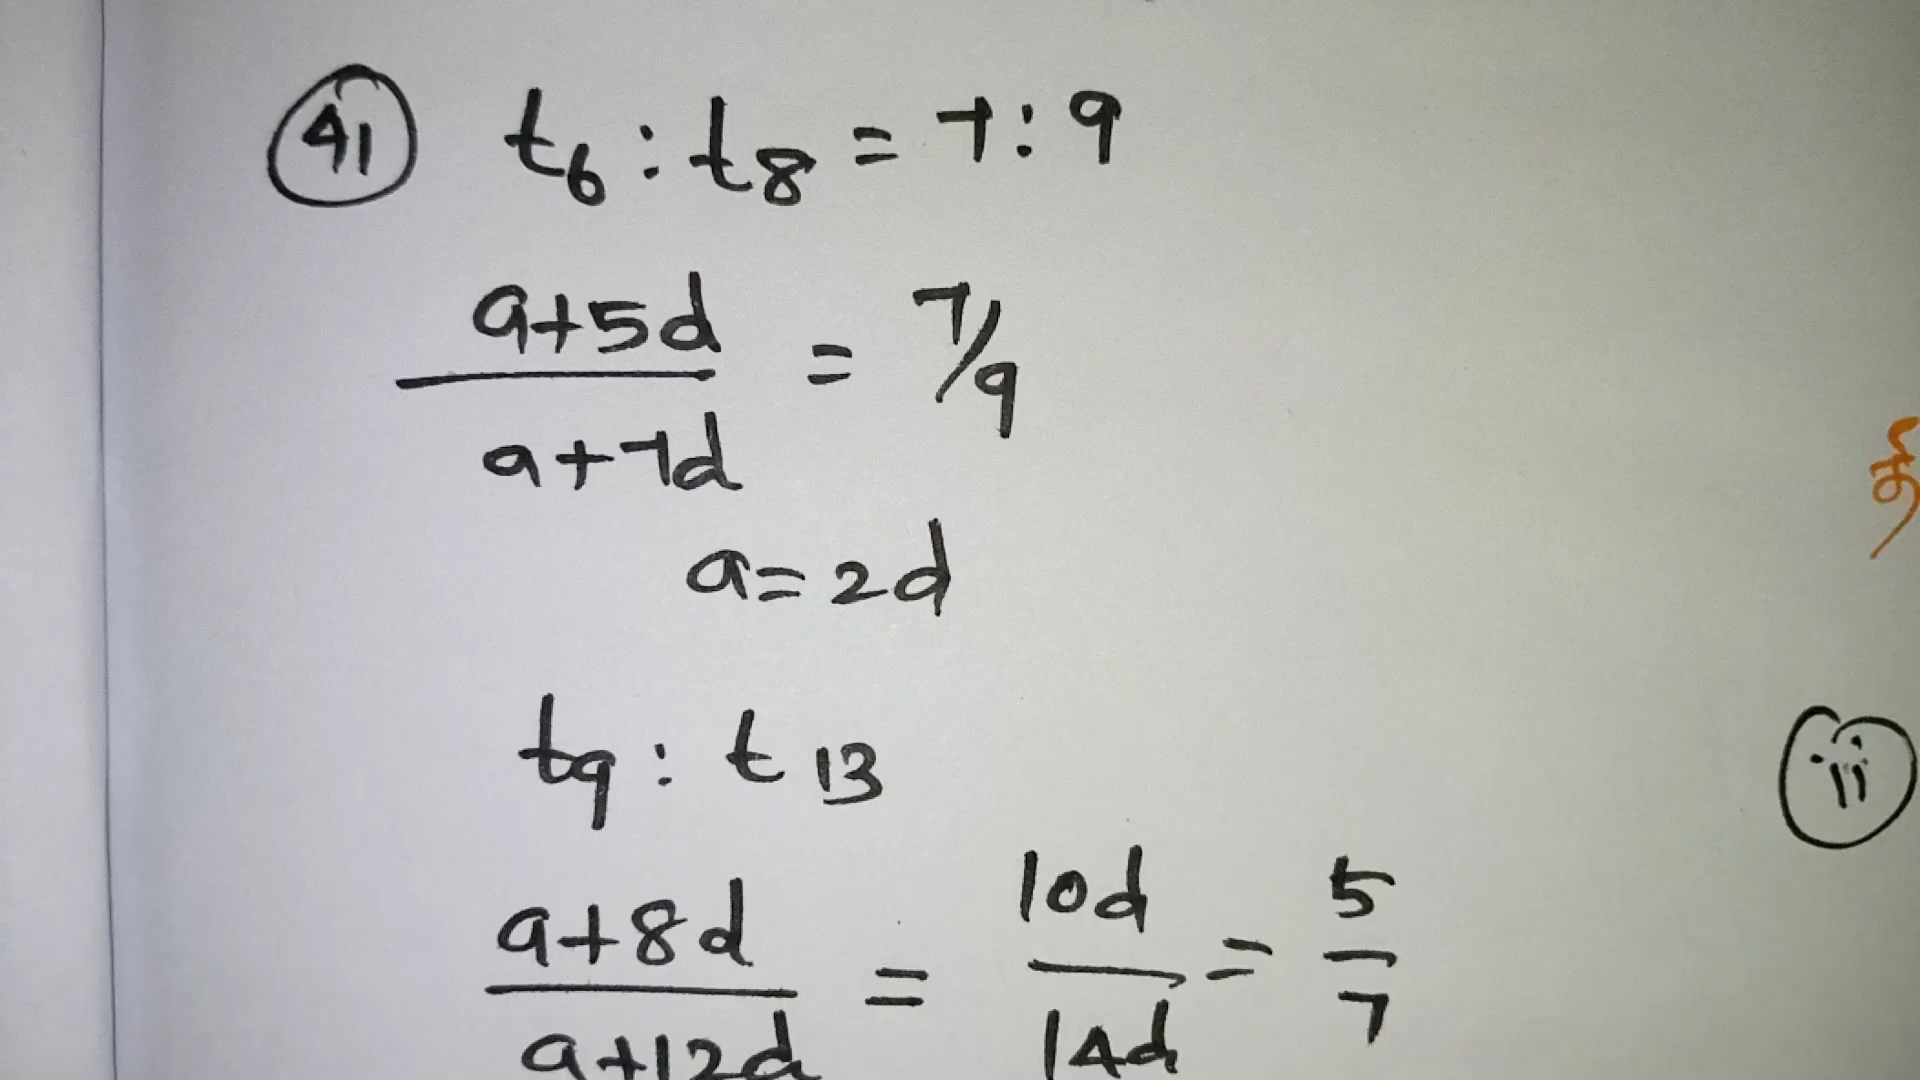 41 t6 : t8 = 7 : 9
a+5d
a+7d
= 7/9
a = 2d
t9 : t13
a+8d
a+12d
= 10d
14d
= 5
7
தி
ii